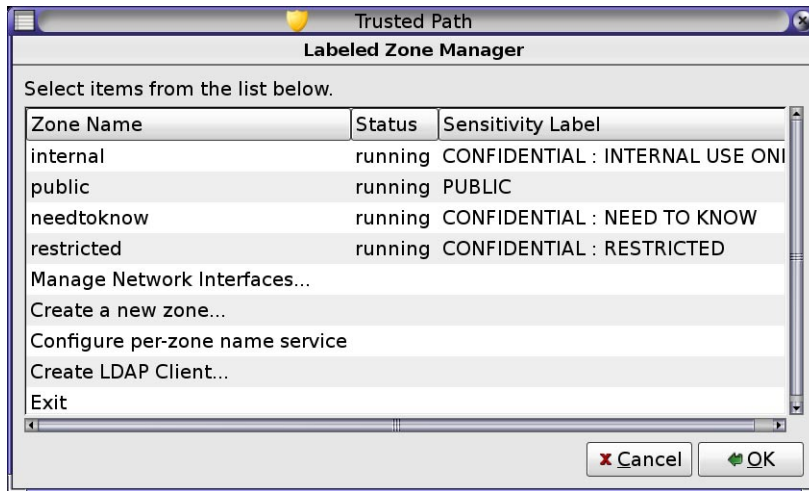 Trusted Path
Labeled Zone Manager
Select items from the list below.
Zone Name Status Sensitivity Label
internal running CONFIDENTIAL : INTERNAL USE
public running PUBLIC
needtoknow running CONFIDENTIAL : NEED TO KNOW
restricted running CONFIDENTIAL : RESTRICTED
Manage Network Interfaces...
Create a new zone...
Configure per-zone name service
Create LDAP Client...
Exit
Cancel OK